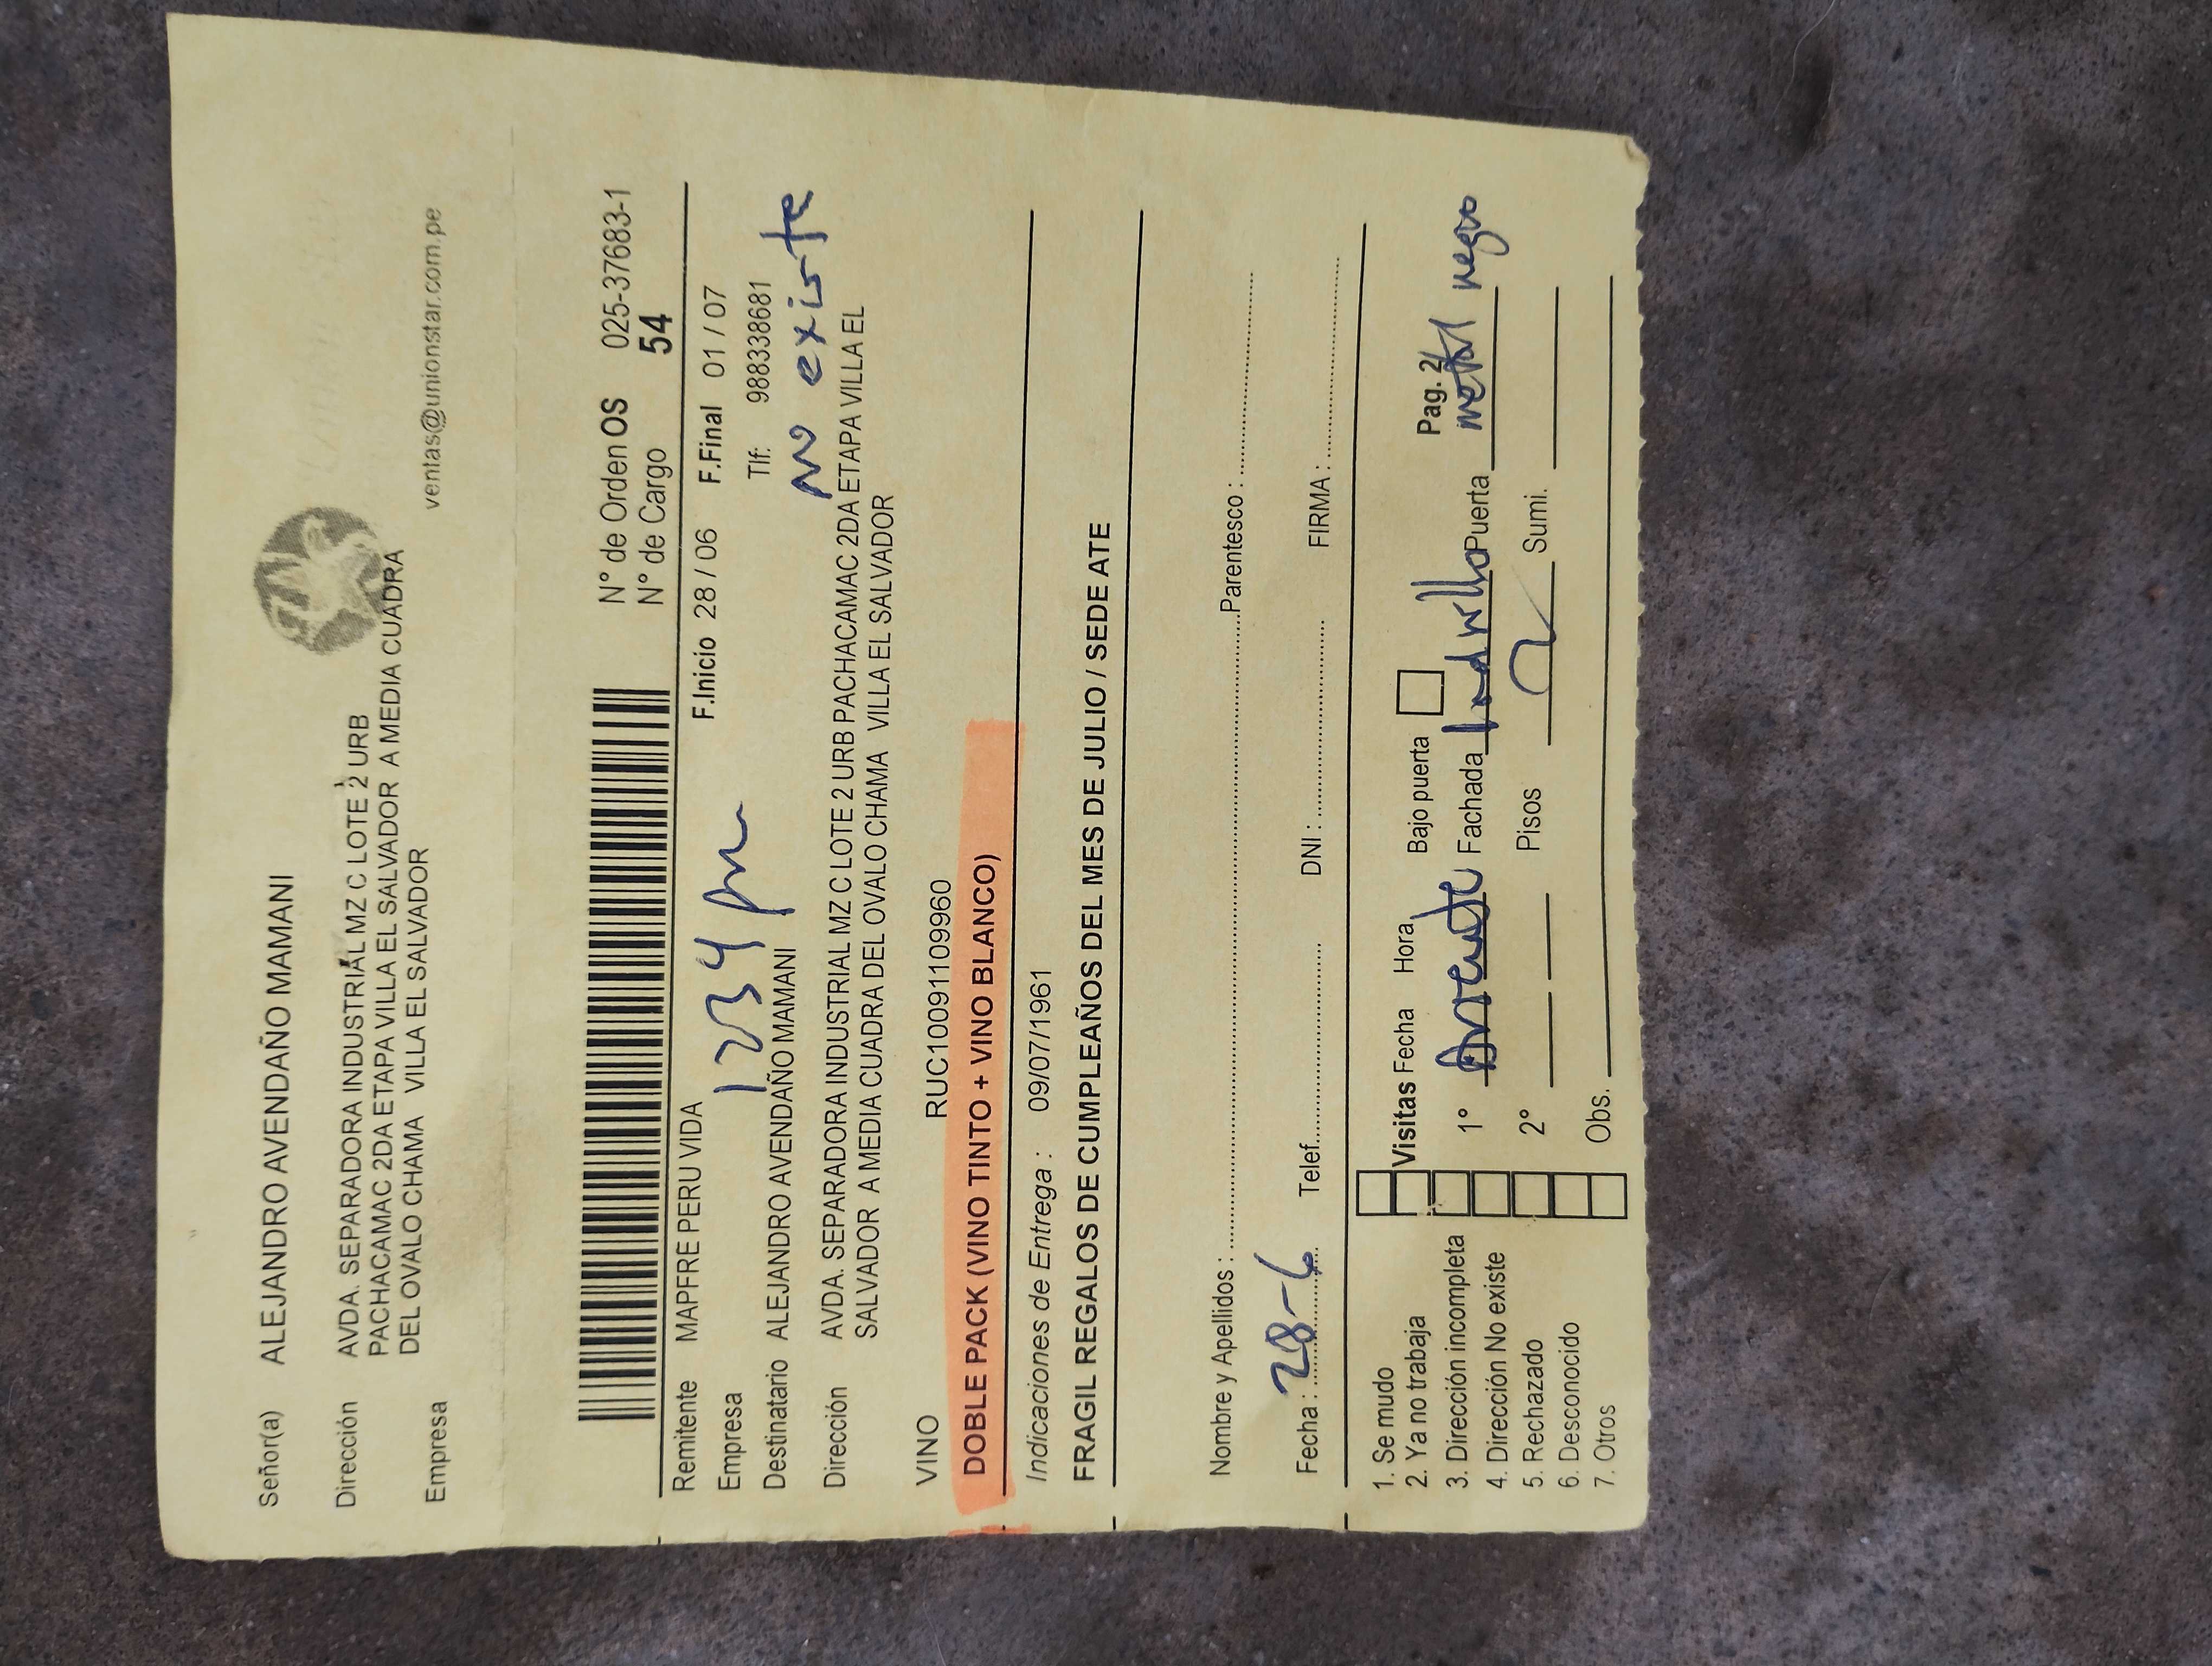 Señor(a) ALEJANDRO AVENDAÑO MAMANI
Dirección AVDA. SEPARADORA INDUSTRIAL MZ C LOTE 2 URB
PACHACAMAC 2DA ETAPA VILLA EL SALVADOR A MEDIA CUADRA
DEL OVALO CHAMA VILLA EL SALVADOR
Empresa
ventas@unionstar.com.pe
N° de Orden OS 025-37683-1
N° de Cargo 54
Remitente MAPFRE PERU VIDA F.Inicio 28 / 06 F.Final 01 / 07
Empresa 1234 pm Tlf: 988338681
Destinatario ALEJANDRO AVENDAÑO MAMANI no existe
Dirección AVDA. SEPARADORA INDUSTRIAL MZ C LOTE 2 URB PACHACAMAC 2DA ETAPA VILLA EL
SALVADOR A MEDIA CUADRA DEL OVALO CHAMA VILLA EL SALVADOR
VINO RUC10091109960
DOBLE PACK (VINO TINTO + VINO BLANCO)
Indicaciones de Entrega : 09/07/1961
FRAGIL REGALOS DE CUMPLEAÑOS DEL MES DE JULIO / SEDE ATE
Nombre y Apellidos : Parentesco :
Fecha : 28-6 Telef. DNI : FIRMA :
1. Se mudo
2. Ya no trabaja
3. Dirección incompleta
4. Dirección No existe
5. Rechazado
6. Desconocido
7. Otros
Visitas Fecha Hora Bajo puerta Pag. 2/
1° Fachada ladrillo Puerta metal negro
2° Pisos 2 Sumi.
Obs.